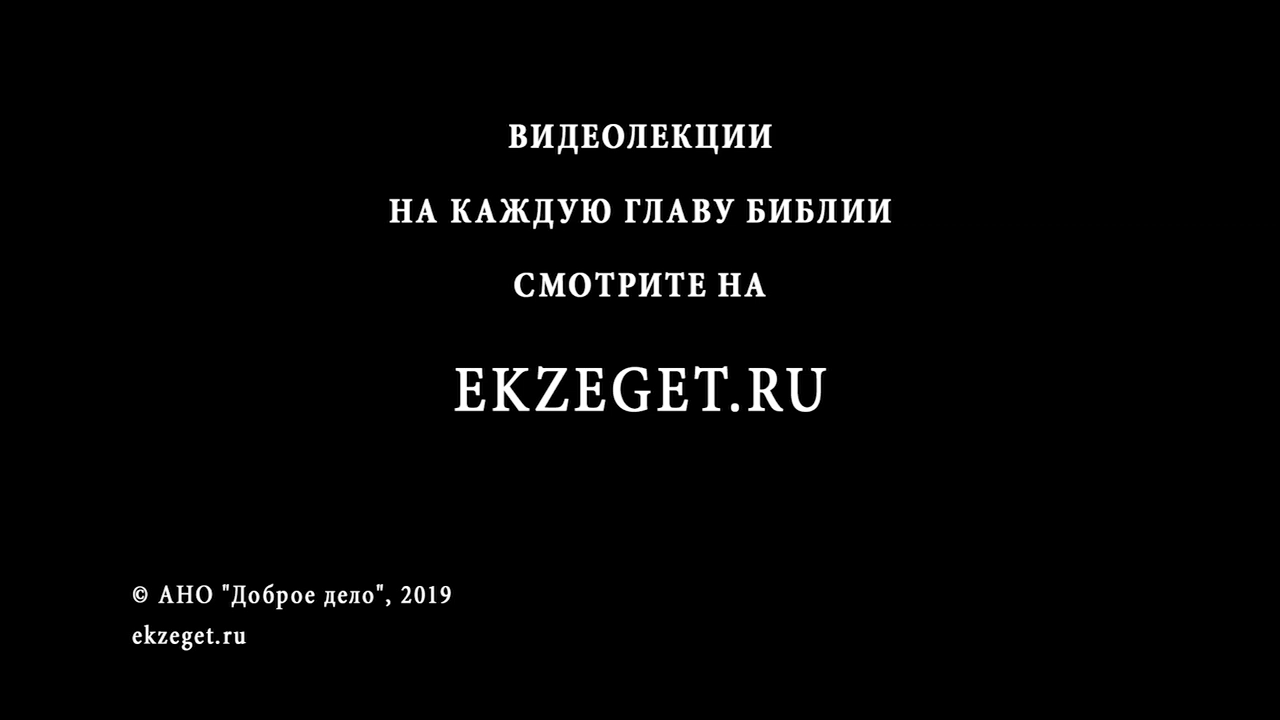 ВИДЕОЛЕКЦИИ
НА КАЖДУЮ ГЛАВУ БИБЛИИ
СМОТРИТЕ НА
EKZEGET.RU
© АНО "Доброе дело", 2019
ekzeget.ru